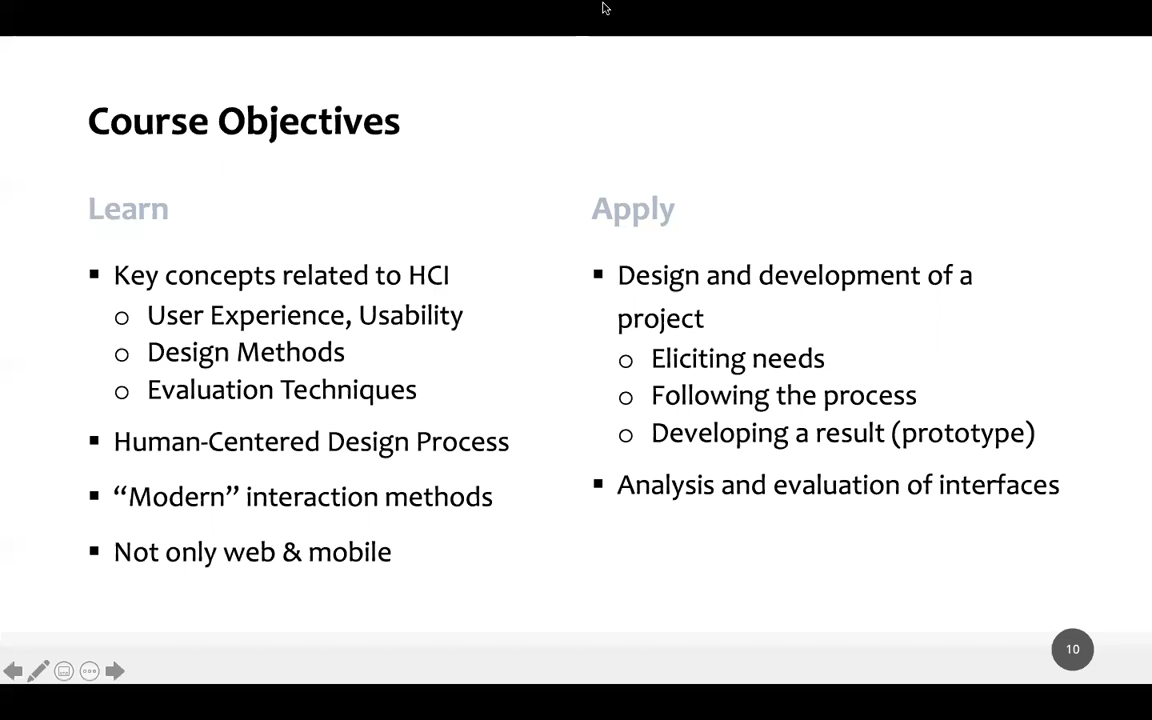 Course Objectives
Learn
▪ Key concepts related to HCI
o User Experience, Usability
o Design Methods
o Evaluation Techniques
▪ Human-Centered Design Process
▪ “Modern” interaction methods
▪ Not only web & mobile
Apply
▪ Design and development of a
project
o Eliciting needs
o Following the process
o Developing a result (prototype)
▪ Analysis and evaluation of interfaces
10